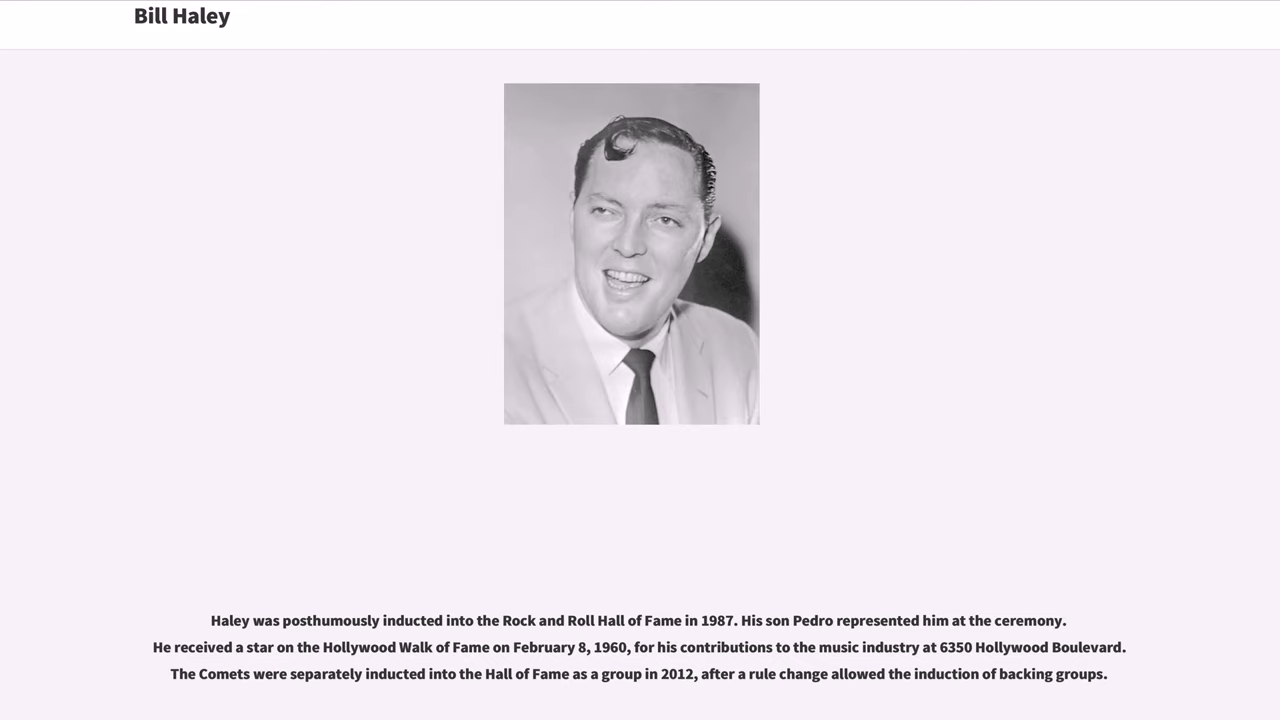 Bill Haley
Haley was posthumously inducted into the Rock and Roll Hall of Fame in 1987. His son Pedro represented him at the ceremony.
He received a star on the Hollywood Walk of Fame on February 8, 1960, for his contributions to the music industry at 6350 Hollywood Boulevard.
The Comets were separately inducted into the Hall of Fame as a group in 2012, after a rule change allowed the induction of backing groups.